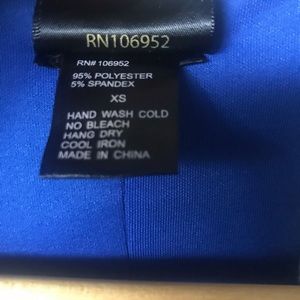 RN106952
RN# 106952
95% POLYESTER
5% SPANDEX
XS
HAND WASH COLD
NO BLEACH
HANG DRY
COOL IRON
MADE IN CHINA